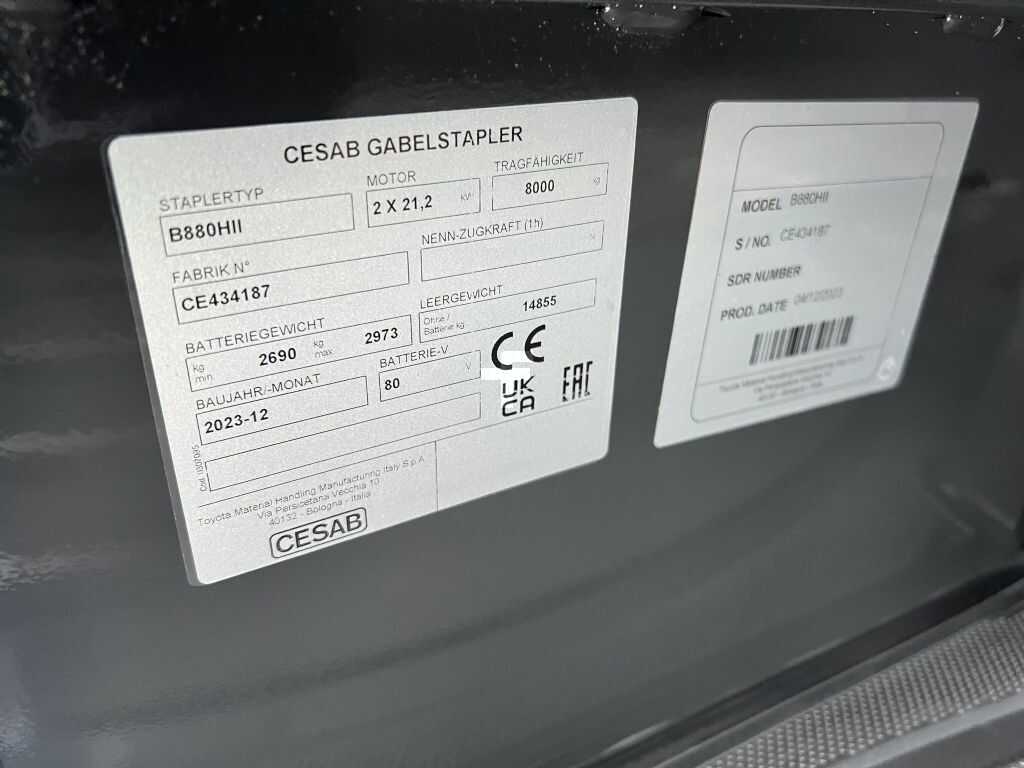 CESAB GABELSTAPLER
STAPLERTYP MOTOR TRAGFÄHIGKEIT
B880HII 2 X 21,2 kW 8000 kg
FABRIK N° NENN-ZUGKRAFT (1h)
CE434187 N
BATTERIEGEWICHT LEERGEWICHT
kg min. 2690 kg max 2973 Ohne / Batterie kg 14855
BAUJAHR/-MONAT BATTERIE-V
2023-12 80 V
CE
UK
CA
EAC
Toyota Material Handling Manufacturing Italy S.p.A
Via Persicetana Vecchia 10
40132 - Bologna - Italia
CESAB
MODEL B880HII
S / NO. CE434187
SDR NUMBER
PROD. DATE